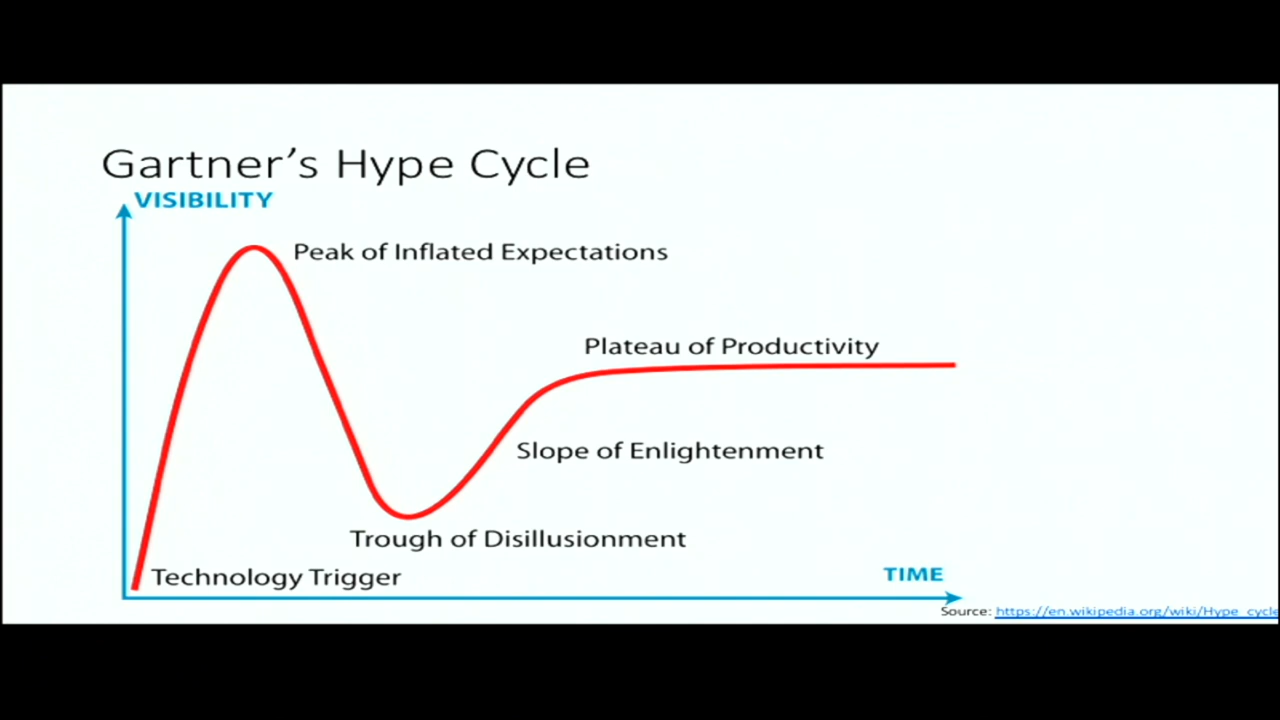 Gartner’s Hype Cycle
VISIBILITY
Peak of Inflated Expectations
Plateau of Productivity
Slope of Enlightenment
Trough of Disillusionment
Technology Trigger
TIME
Source: https://en.wikipedia.org/wiki/Hype_cycle